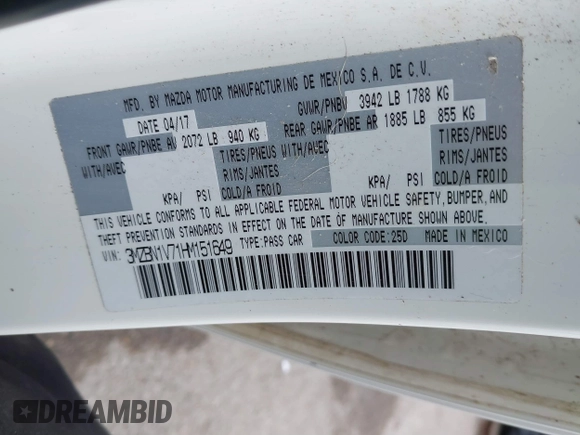 MFD. BY MAZDA MOTOR MANUFACTURING DE MEXICO S.A. DE C.V.
DATE 04/17 GVWR/PNBV 3942 LB 1788 KG
FRONT GAWR/PNBE AV 2072 LB 940 KG REAR GAWR/PNBE AR 1885 LB 855 KG
WITH/AVEC TIRES/PNEUS WITH/AVEC TIRES/PNEUS
RIMS/JANTES RIMS/JANTES
KPA/ PSI COLD/A FROID KPA/ PSI COLD/A FROID
THIS VEHICLE CONFORMS TO ALL APPLICABLE FEDERAL MOTOR VEHICLE SAFETY, BUMPER, AND
THEFT PREVENTION STANDARDS IN EFFECT ON THE DATE OF MANUFACTURE SHOWN ABOVE.
VIN: 3MZBN1V71HM151649 TYPE:PASS CAR COLOR CODE:25D MADE IN MEXICO
DREAMBID